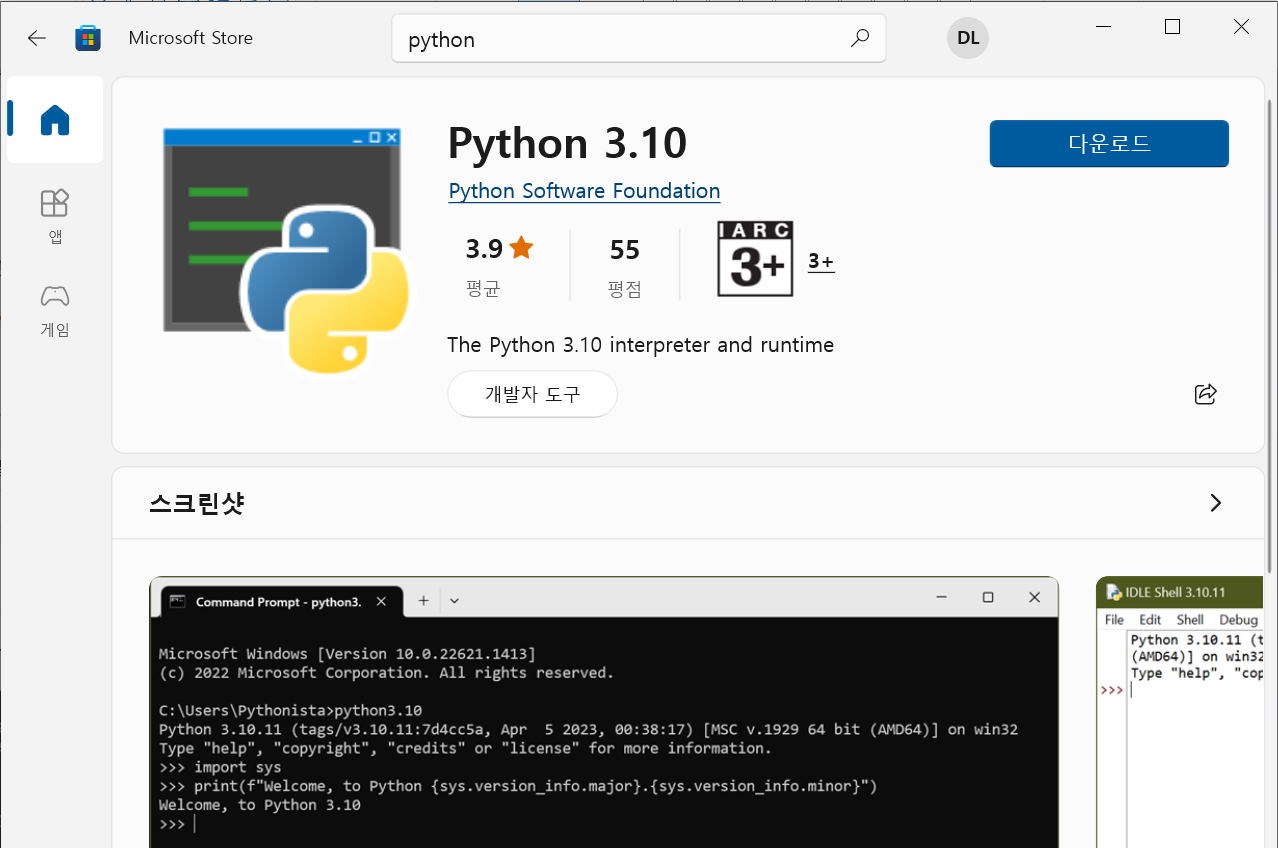 Microsoft Store
python
DL
앱
게임
Python 3.10
다운로드
Python Software Foundation
3.9
평균
55
평점
IARC
3+
3+
The Python 3.10 interpreter and runtime
개발자 도구
스크린샷
Command Prompt - python3.
Microsoft Windows [Version 10.0.22621.1413]
(c) 2022 Microsoft Corporation. All rights reserved.
C:\Users\Pythonista>python3.10
Python 3.10.11 (tags/v3.10.11:7d4cc5a, Apr  5 2023, 00:38:17) [MSC v.1929 64 bit (AMD64)] on win32
Type "help", "copyright", "credits" or "license" for more information.
>>> import sys
>>> print(f"Welcome, to Python {sys.version_info.major}.{sys.version_info.minor}")
Welcome, to Python 3.10
>>>
IDLE Shell 3.10.11
File Edit Shell Debug
Python 3.10.11 (t
(AMD64)] on win32
Type "help", "cop
>>>